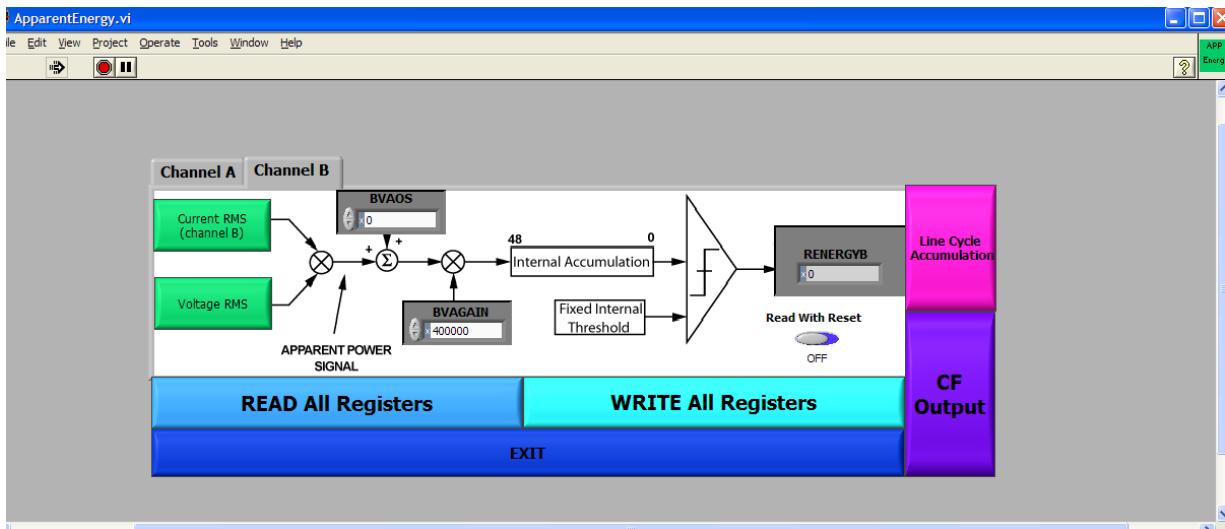 ApparentEnergy.vi
Edit View Project Operate Tools Window Help
APP
Energ
Channel A
Channel B
BVAOS
x 0
Current RMS
(channel B)
Voltage RMS
+ +
Σ
APPARENT POWER
SIGNAL
BVAGAIN
x 400000
48 0
Internal Accumulation
Fixed Internal
Threshold
RENERGYB
x 0
Read With Reset
OFF
Line Cycle
Accumulation
CF
Output
READ All Registers
WRITE All Registers
EXIT